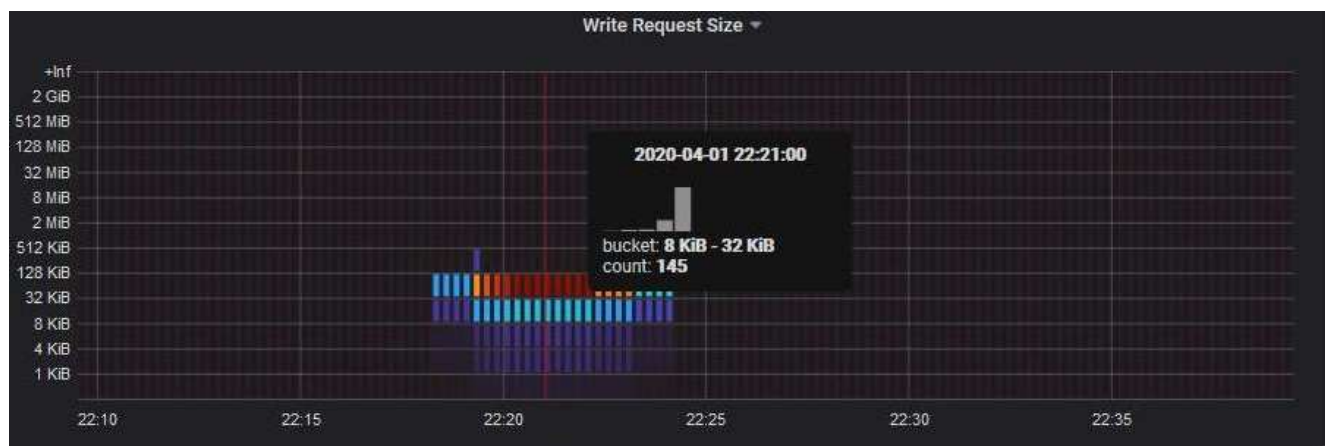 Write Request Size
+Inf
2 GiB
512 MiB
128 MiB
32 MiB
8 MiB
2 MiB
512 KiB
128 KiB
32 KiB
8 KiB
4 KiB
1 KiB
2020-04-01 22:21:00
bucket: 8 KiB - 32 KiB
count: 145
22:10 22:15 22:20 22:25 22:30 22:35